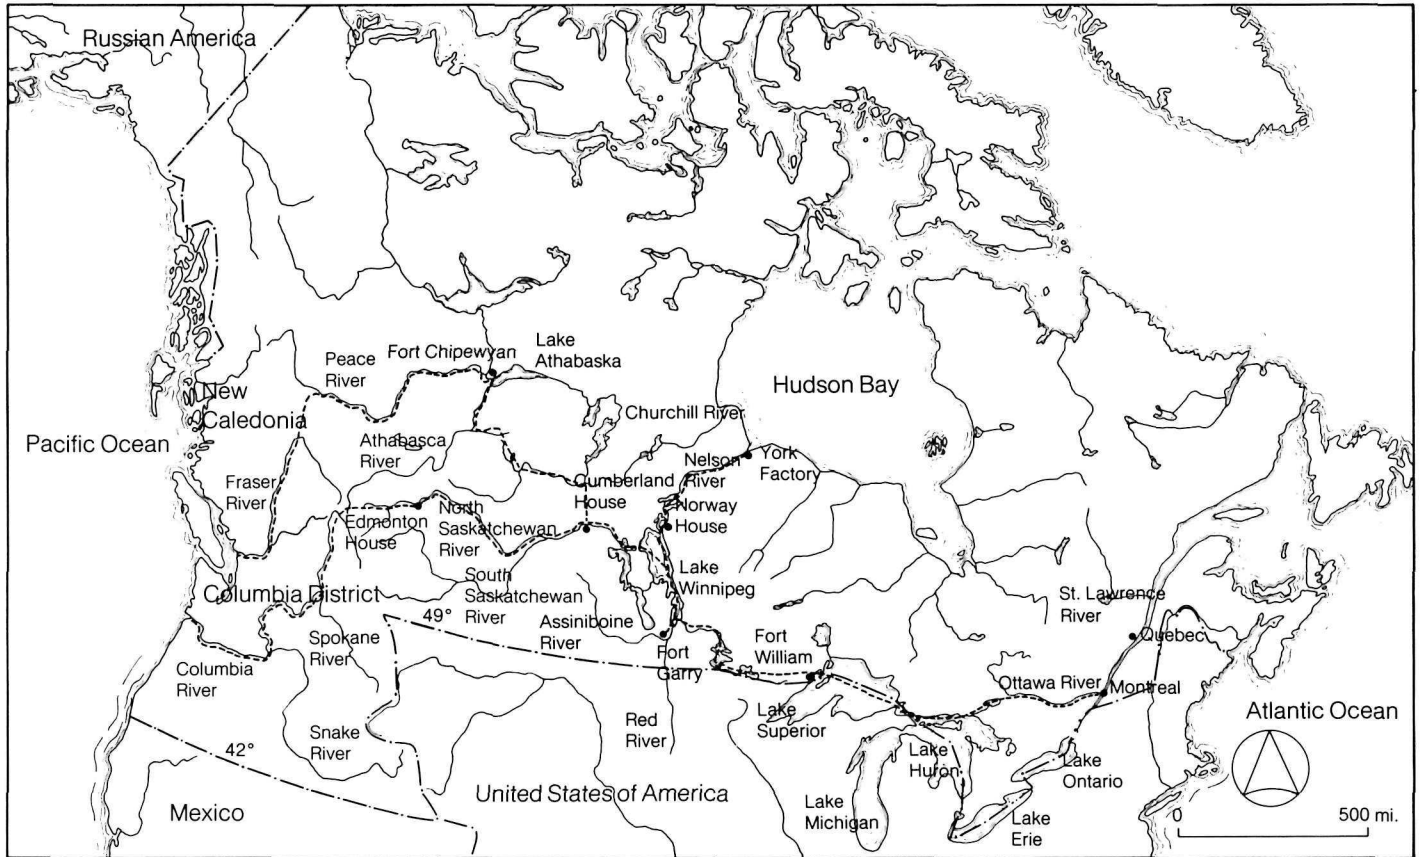 Russian America
Peace
River
Fort Chipewyan
Lake
Athabaska
Hudson Bay
New
Caledonia
Churchill River
Pacific Ocean
Athabasca
River
Nelson
River
York
Factory
Fraser
River
Cumberland
House
Edmonton
House
North
Saskatchewan
River
Norway
House
Columbia District
South
Saskatchewan
River
Lake
Winnipeg
St. Lawrence
River
49°
Assiniboine
River
Spokane
River
Fort
Garry
Fort
William
Quebec
Columbia
River
Ottawa River
Montreal
Snake
River
Red
River
Lake
Superior
Atlantic Ocean
42°
Lake
Huron
Lake
Ontario
Mexico
United States of America
Lake
Michigan
Lake
Erie
0 500 mi.